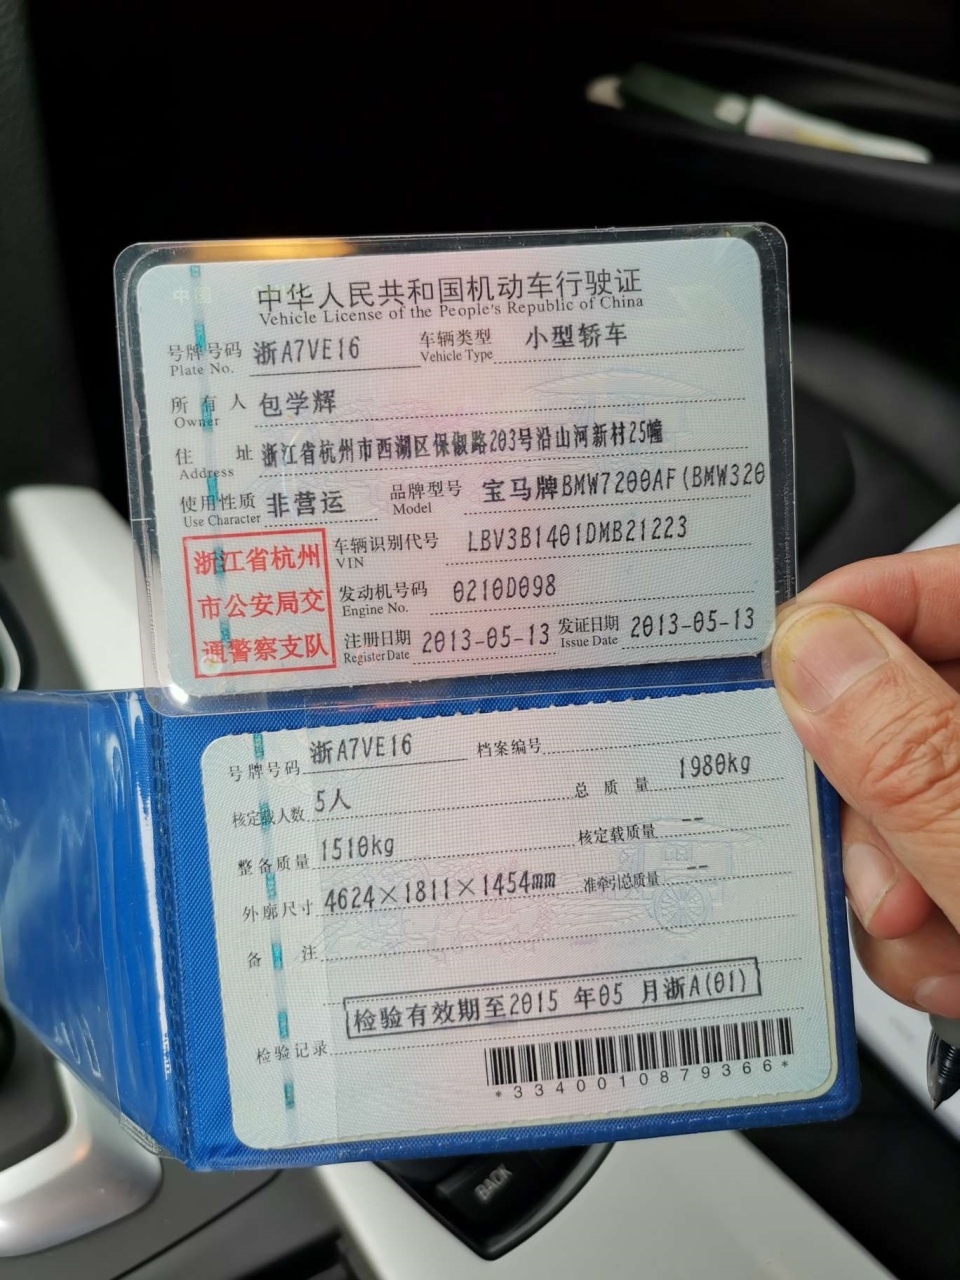 中国
中华人民共和国机动车行驶证
Vehicle License of the People's Republic of China
号牌号码 浙A7VE16 车辆类型 小型轿车
Plate No. Vehicle Type
所有人 包学辉
Owner
住址 浙江省杭州市西湖区保俶路203号沿山河新村25幢
Address
使用性质 非营运 品牌型号 宝马牌BMW7200AF(BMW320
Use Character Model
浙江省杭州
市公安局交
通警察支队
车辆识别代号 LBV3B1401DMB21223
VIN
发动机号码 0210D098
Engine No.
注册日期 2013-05-13 发证日期 2013-05-13
Register Date Issue Date
号牌号码 浙A7VE16 档案编号
核定载人数 5人 总质量 1980kg
整备质量 1510kg 核定载质量 --
外廓尺寸 4624×1811×1454mm 准牵引总质量 --
备注
检验有效期至2015 年05 月浙A(01)
检验记录
*3340010879366*
BACK